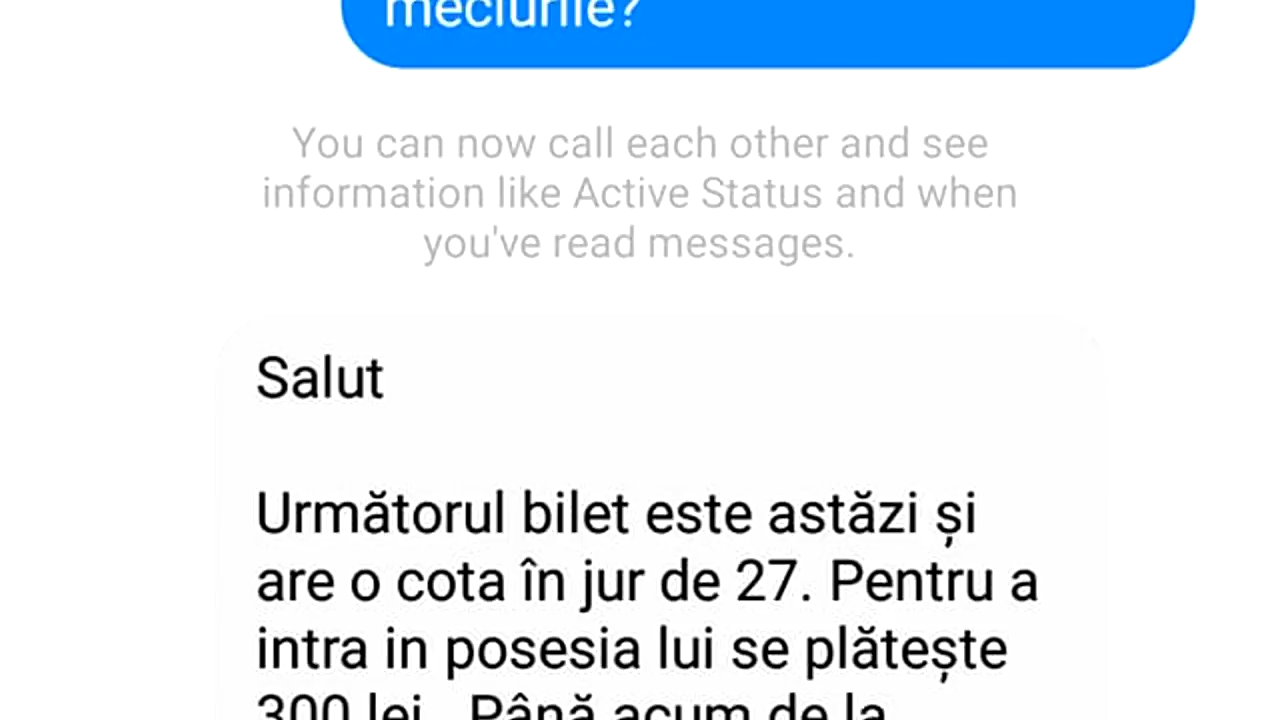 meciurile?
You can now call each other and see
information like Active Status and when
you've read messages.
Salut
Următorul bilet este astăzi și
are o cota în jur de 27. Pentru a
intra in posesia lui se plătește
300 lei . Până acum de la